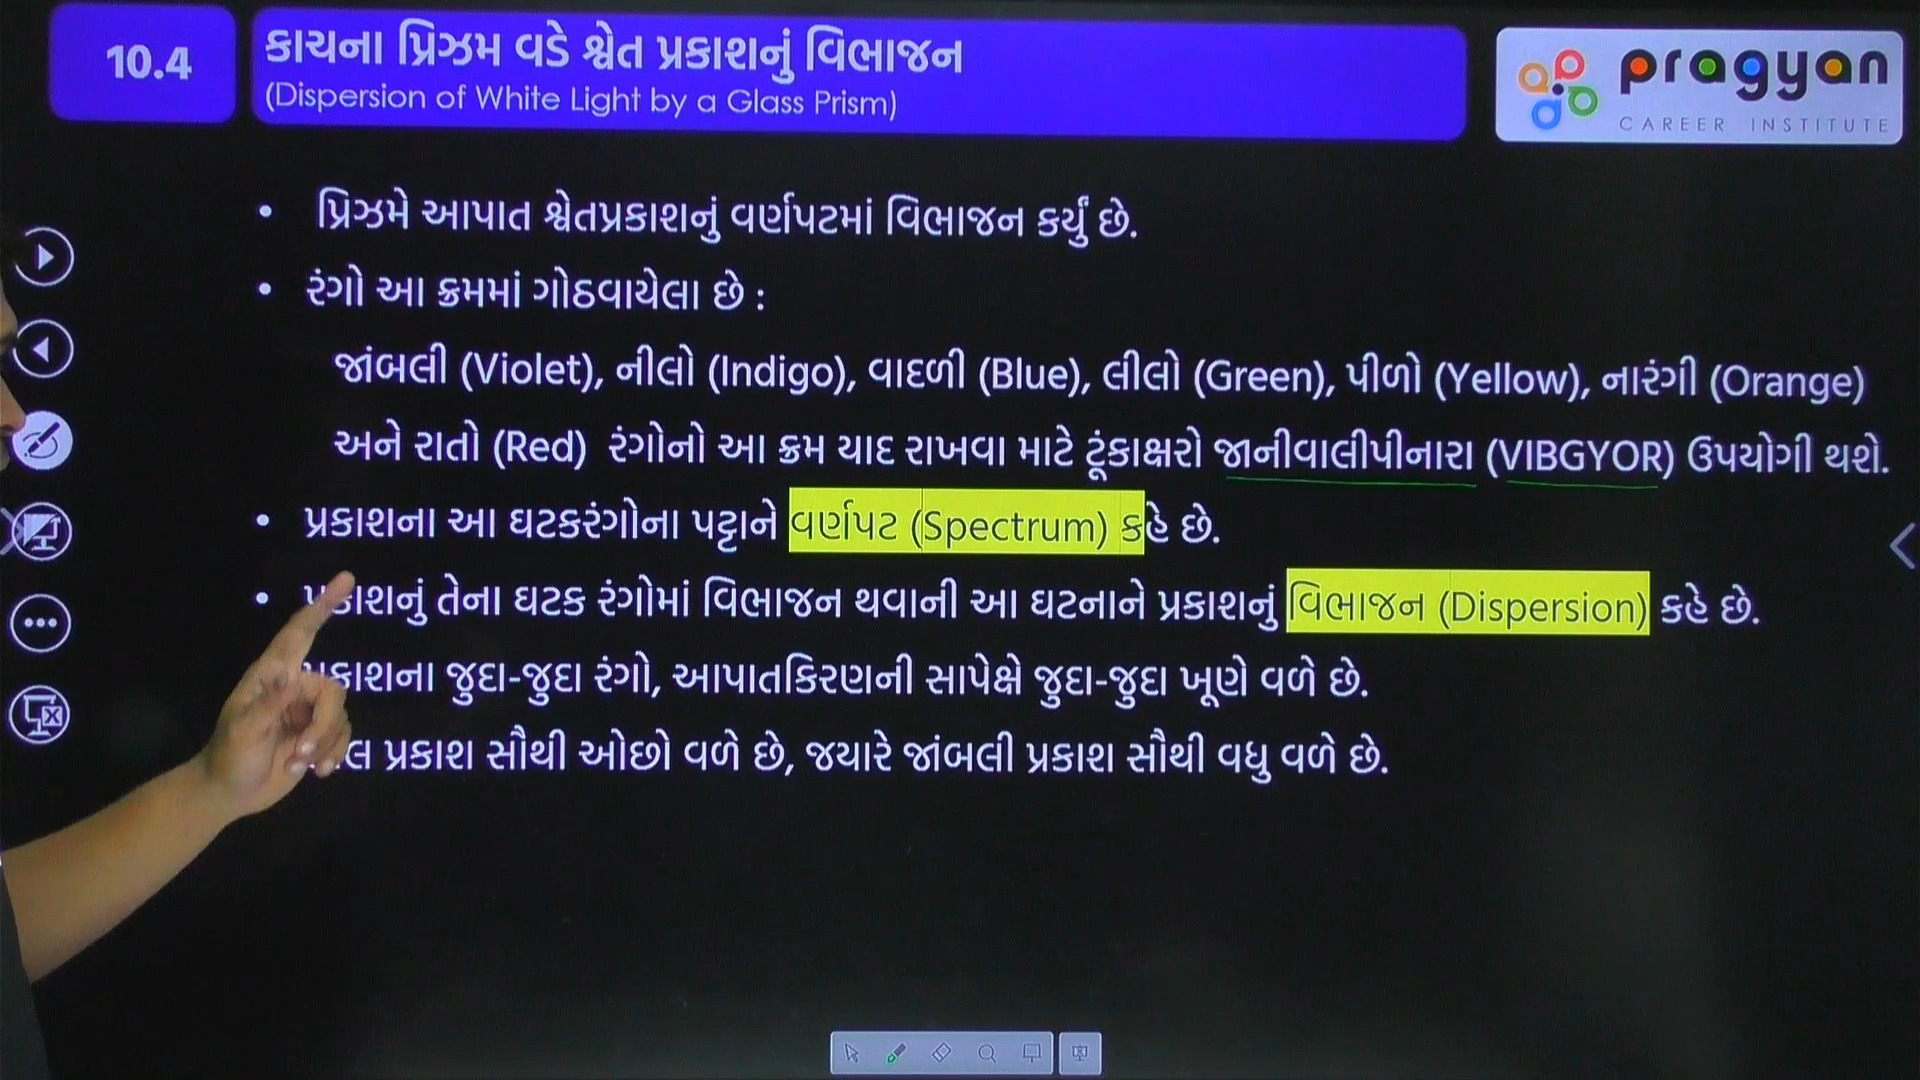 10.4
કાચના પ્રિઝમ વડે શ્વેત પ્રકાશનું વિભાજન
(Dispersion of White Light by a Glass Prism)
pragyan
CAREER INSTITUTE
• પ્રિઝમે આપાત શ્વેતપ્રકાશનું વર્ણપટમાં વિભાજન કર્યું છે.
• રંગો આ ક્રમમાં ગોઠવાયેલા છે :
જાંબલી (Violet), નીલો (Indigo), વાદળી (Blue), લીલો (Green), પીળો (Yellow), નારંગી (Orange)
અને રાતો (Red) રંગોનો આ ક્રમ યાદ રાખવા માટે ટૂંકાક્ષરો જાનીવાલીપીનારા (VIBGYOR) ઉપયોગી થશે.
• પ્રકાશના આ ઘટકરંગોના પટ્ટાને વર્ણપટ (Spectrum) કહે છે.
• પ્રકાશનું તેના ઘટક રંગોમાં વિભાજન થવાની આ ઘટનાને પ્રકાશનું વિભાજન (Dispersion) કહે છે.
પ્રકાશના જુદા-જુદા રંગો, આપાતકિરણની સાપેક્ષે જુદા-જુદા ખૂણે વળે છે.
પ્રકાશ સૌથી ઓછો વળે છે, જયારે જાંબલી પ્રકાશ સૌથી વધુ વળે છે.